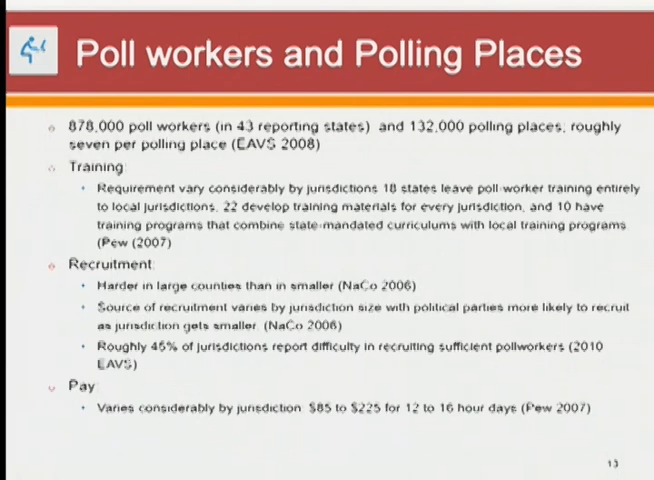 Poll workers and Polling Places
878,000 poll workers (in 43 reporting states) and 132,000 polling places, roughly
seven per polling place (EAVS 2008)
Training
Requirement vary considerably by jurisdictions 18 states leave poll worker training entirely
to local jurisdictions, 22 develop training materials for every jurisdiction, and 10 have
training programs that combine state-mandated curriculums with local training programs
(Pew (2007)
Recruitment
Harder in large counties than in smaller (NaCo 2006)
Source of recruitment varies by jurisdiction size with political parties more likely to recruit
as jurisdiction gets smaller (NaCo 2006)
Roughly 45% of jurisdictions report difficulty in recruiting sufficient pollworkers (2010
EAVS)
Pay
Varies considerably by jurisdiction $85 to $225 for 12 to 16 hour days (Pew 2007)
13